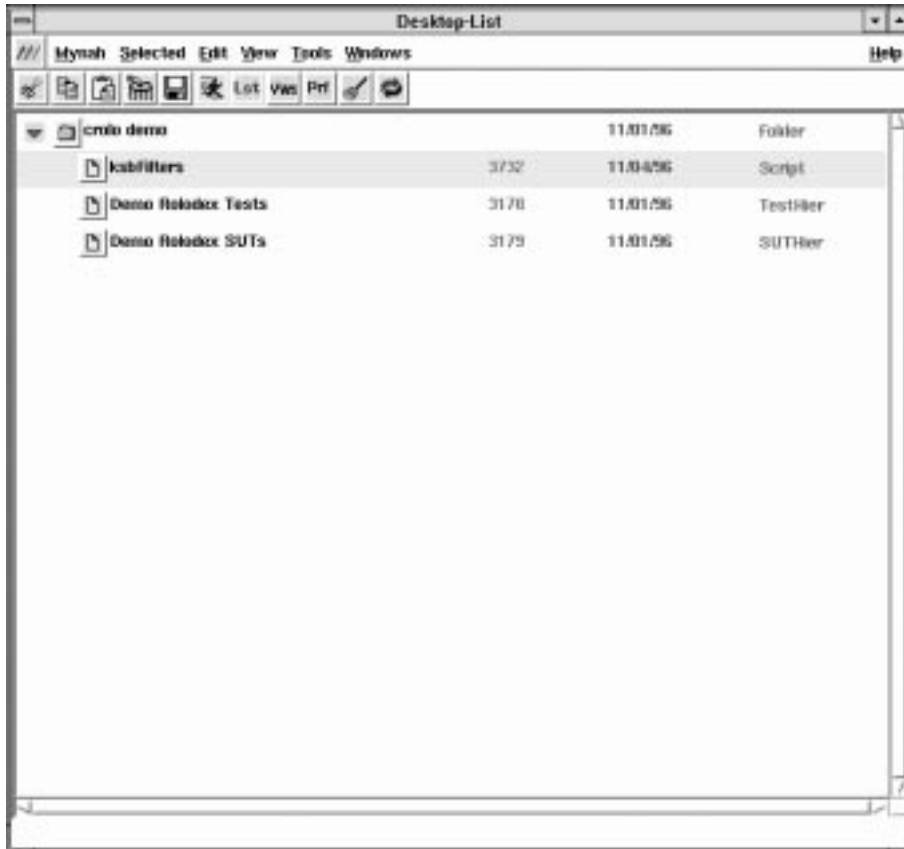 Desktop-List
Mynah Selected Edit View Tools Windows Help
Lst Vws Prf
crolo demo 11/01/96 Folder
ksbFilters 3732 11/04/96 Script
Demo Rolodex Tests 3178 11/01/96 TestHier
Demo Rolodex SUTs 3179 11/01/96 SUTHier